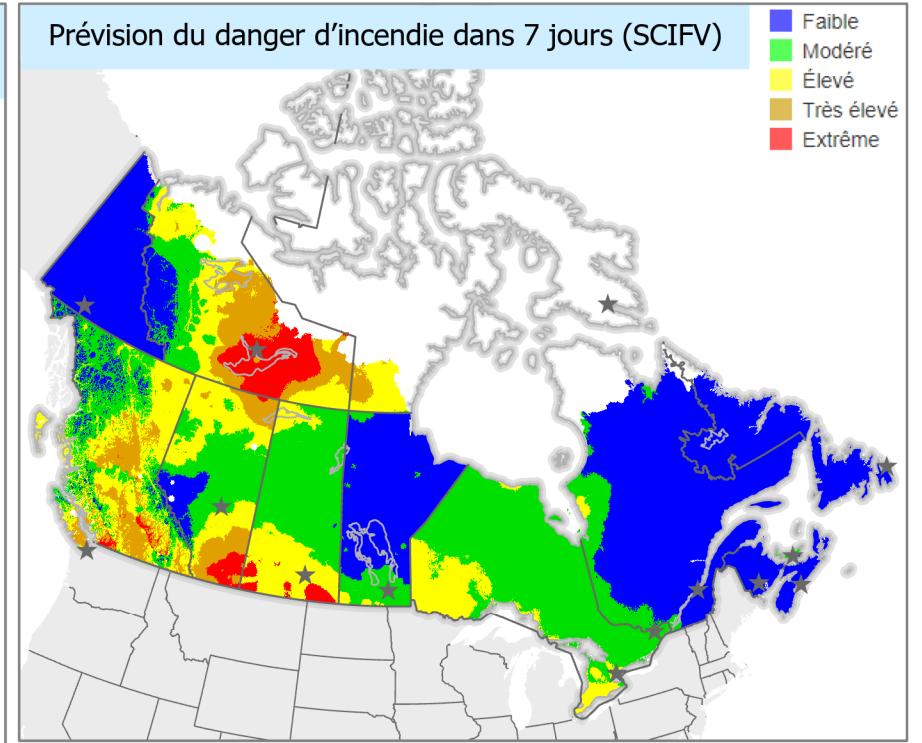 Prévision du danger d’incendie dans 7 jours (SCIFV)
Faible
Modéré
Élevé
Très élevé
Extrême